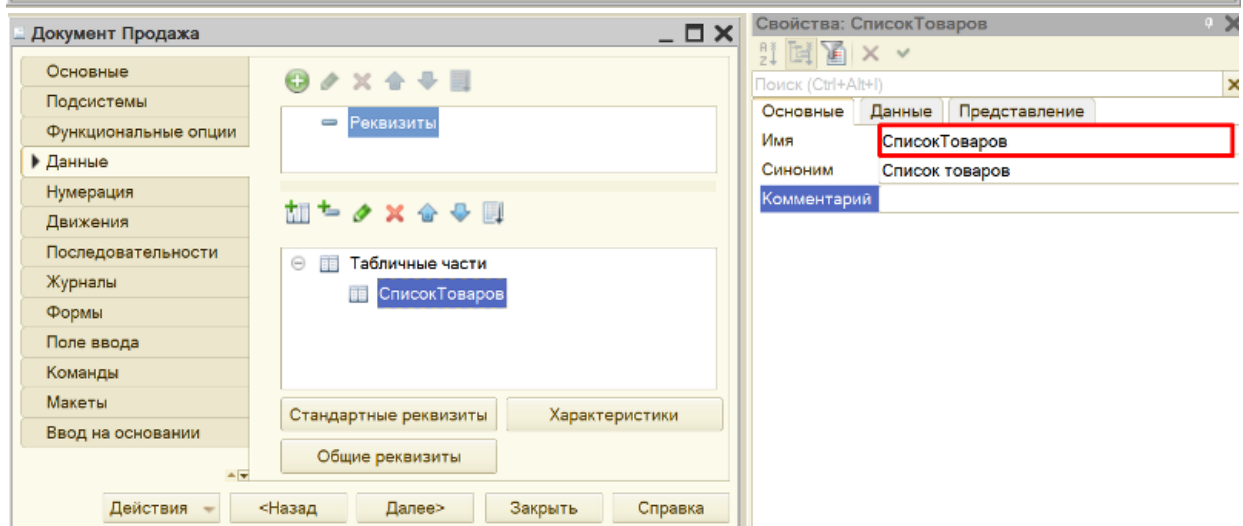 Документ Продажа
Основные
Подсистемы
Функциональные опции
Данные
Нумерация
Движения
Последовательности
Журналы
Формы
Поле ввода
Команды
Макеты
Ввод на основании
Реквизиты
Табличные части
СписокТоваров
Стандартные реквизиты
Характеристики
Общие реквизиты
Действия
<Назад
Далее>
Закрыть
Справка
Свойства: СписокТоваров
Поиск (Ctrl+Alt+I)
Основные Данные Представление
Имя СписокТоваров
Синоним Список товаров
Комментарий